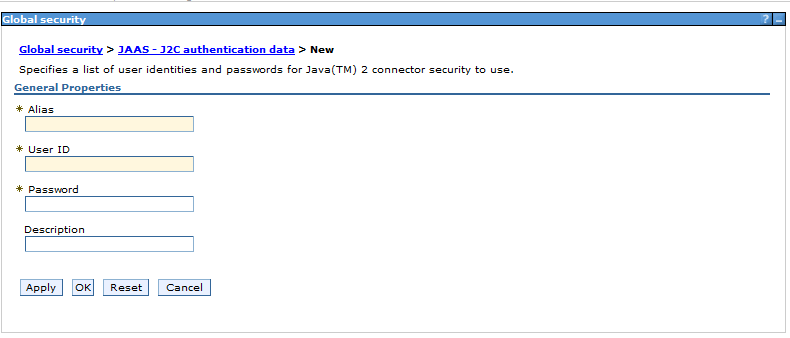 Global security ? _
Global security > JAAS - J2C authentication data > New
Specifies a list of user identities and passwords for Java(TM) 2 connector security to use.
General Properties
* Alias
* User ID
* Password
Description
Apply OK Reset Cancel